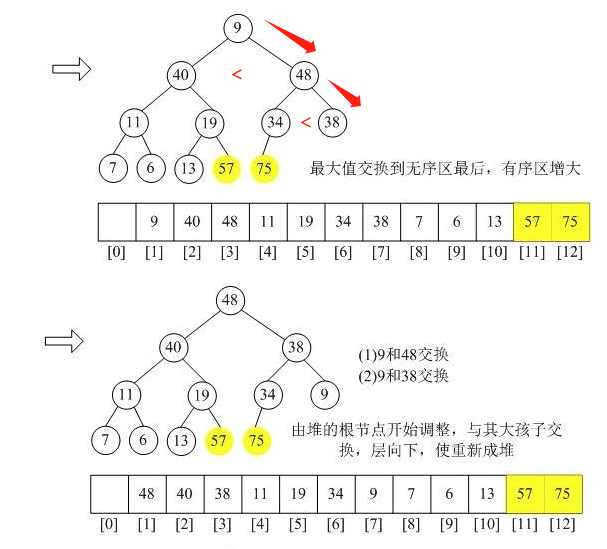 9
40 < 48
11 19 34 < 38
7 6 13 57 75
最大值交换到无序区最后，有序区增大
9 40 48 11 19 34 38 7 6 13 57 75
[0] [1] [2] [3] [4] [5] [6] [7] [8] [9] [10] [11] [12]
48
40 38
(1)9和48交换
(2)9和38交换
11 19 34 9
7 6 13 57 75
由堆的根节点开始调整，与其大孩子交
换，层向下，使重新成堆
48 40 38 11 19 34 9 7 6 13 57 75
[0] [1] [2] [3] [4] [5] [6] [7] [8] [9] [10] [11] [12]